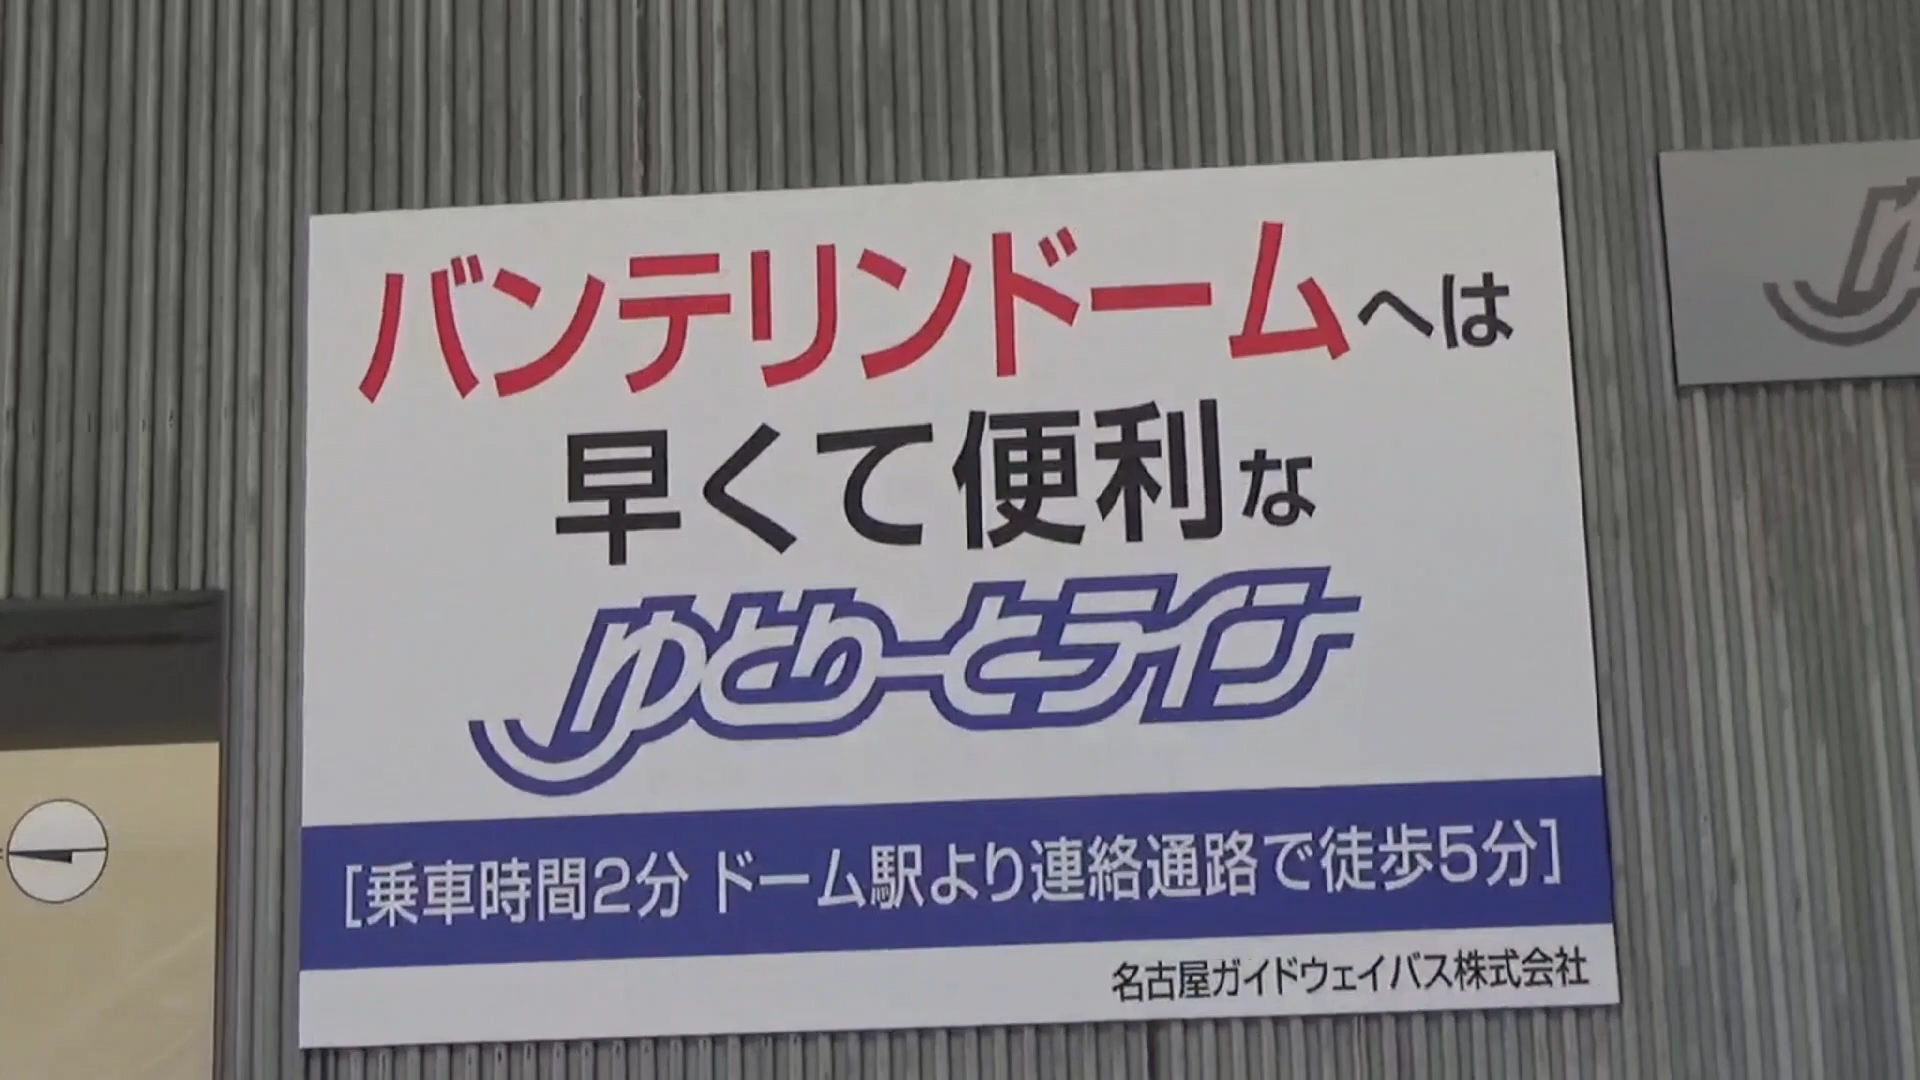 バンテリンドームへは
早くて便利な
ゆとりーとライン
[乗車時間2分 ドーム駅より連絡通路で徒歩5分]
名古屋ガイドウェイバス株式会社
ゆ